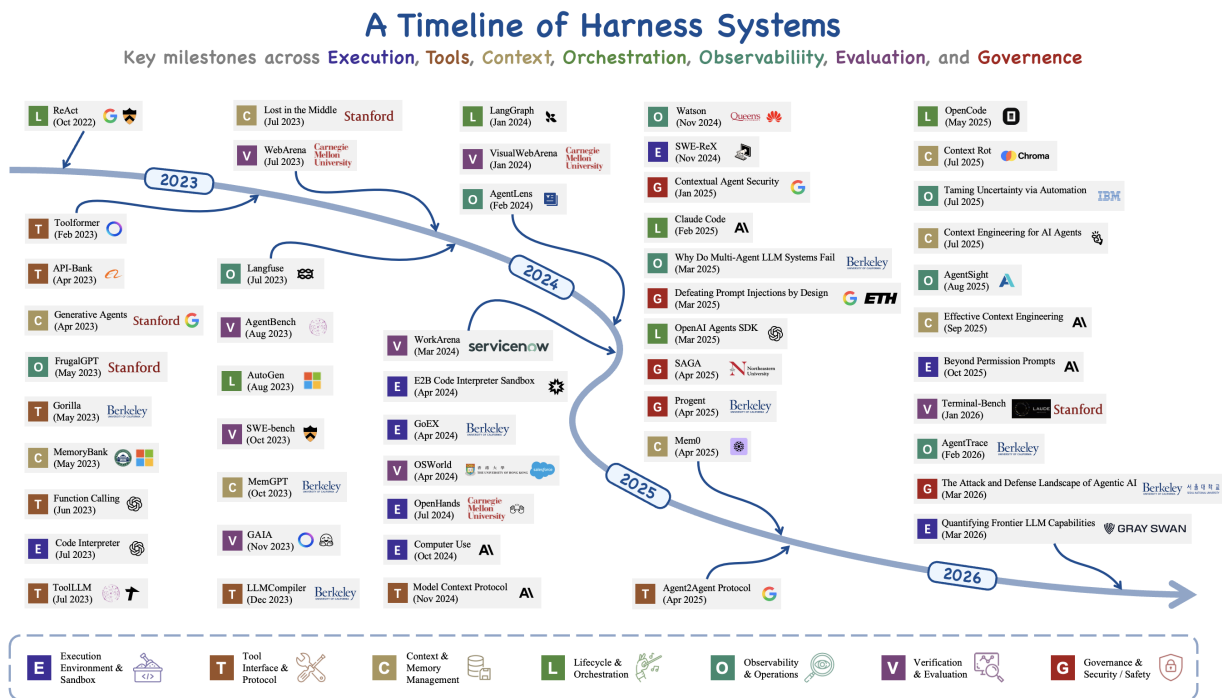 A Timeline of Harness Systems
Key milestones across Execution, Tools, Context, Orchestration, Observabiliity, Evaluation, and Governence
L
ReAct
(Oct 2022)
2023
T
Toolformer
(Feb 2023)
T
API-Bank
(Apr 2023)
C
Generative Agents
(Apr 2023)
Stanford
O
FrugalGPT
(May 2023)
Stanford
T
Gorilla
(May 2023)
Berkeley
C
MemoryBank
(May 2023)
T
Function Calling
(Jun 2023)
E
Code Interpreter
(Jul 2023)
T
ToolLLM
(Jul 2023)
C
Lost in the Middle
(Jul 2023)
Stanford
V
WebArena
(Jul 2023)
Carnegie
Mellon
University
O
Langfuse
(Jul 2023)
V
AgentBench
(Aug 2023)
L
AutoGen
(Aug 2023)
V
SWE-bench
(Oct 2023)
C
MemGPT
(Oct 2023)
Berkeley
V
GAIA
(Nov 2023)
T
LLMCompiler
(Dec 2023)
Berkeley
L
LangGraph
(Jan 2024)
V
VisualWebArena
(Jan 2024)
Carnegie
Mellon
University
O
AgentLens
(Feb 2024)
2024
V
WorkArena
(Mar 2024)
servicenow
E
E2B Code Interpreter Sandbox
(Apr 2024)
E
GoEX
(Apr 2024)
Berkeley
V
OSWorld
(Apr 2024)
THE UNIVERSITY OF HONG KONG
salesforce
E
OpenHands
(Jul 2024)
Carnegie
Mellon
University
E
Computer Use
(Oct 2024)
T
Model Context Protocol
(Nov 2024)
O
Watson
(Nov 2024)
Queens
E
SWE-ReX
(Nov 2024)
G
Contextual Agent Security
(Jan 2025)
L
Claude Code
(Feb 2025)
O
Why Do Multi-Agent LLM Systems Fail
(Mar 2025)
Berkeley
G
Defeating Prompt Injections by Design
(Mar 2025)
ETH
L
OpenAI Agents SDK
(Mar 2025)
G
SAGA
(Apr 2025)
N
Northeastern
University
G
Progent
(Apr 2025)
Berkeley
C
Mem0
(Apr 2025)
2025
T
Agent2Agent Protocol
(Apr 2025)
L
OpenCode
(May 2025)
C
Context Rot
(Jul 2025)
Chroma
O
Taming Uncertainty via Automation
(Jul 2025)
IBM
C
Context Engineering for AI Agents
(Jul 2025)
O
AgentSight
(Aug 2025)
C
Effective Context Engineering
(Sep 2025)
E
Beyond Permission Prompts
(Oct 2025)
V
Terminal-Bench
(Jan 2026)
LAUDE
Stanford
O
AgentTrace
(Feb 2026)
Berkeley
G
The Attack and Defense Landscape of Agentic AI
(Mar 2026)
Berkeley
서울대학교
E
Quantifying Frontier LLM Capabilities
(Mar 2026)
GRAY SWAN
2026
E
Execution
Environment &
Sandbox
T
Tool
Interface &
Protocol
C
Context &
Memory
Management
L
Lifecycle &
Orchestration
O
Observability
& Operations
V
Verification
& Evaluation
G
Governance &
Security / Safety